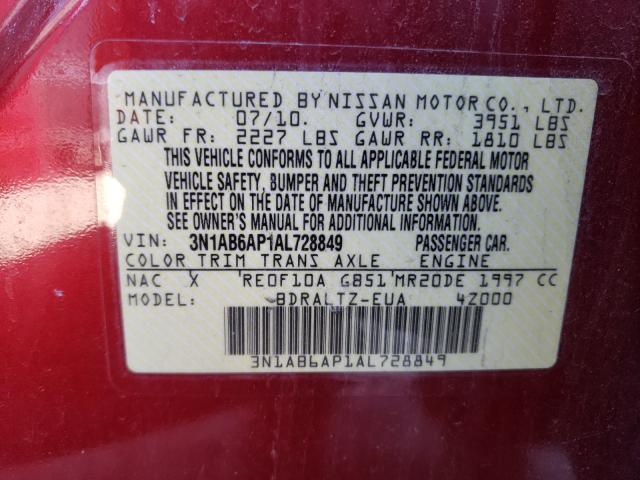 MANUFACTURED BY NISSAN MOTOR CO., LTD.
DATE: 07/10. GVWR: 3951 LBS
GAWR FR: 2227 LBS GAWR RR: 1810 LBS
THIS VEHICLE CONFORMS TO ALL APPLICABLE FEDERAL MOTOR
VEHICLE SAFETY, BUMPER AND THEFT PREVENTION STANDARDS
IN EFFECT ON THE DATE OF MANUFACTURE SHOWN ABOVE.
SEE OWNER'S MANUAL FOR ADDITIONAL INFORMATION.
VIN: 3N1AB6AP1AL728849 PASSENGER CAR.
COLOR TRIM TRANS AXLE ENGINE
NAC X RE0F10A GB51 MR20DE 1997 CC
MODEL: BDRALTZ-EUA 4Z000
3N1AB6AP1AL728849